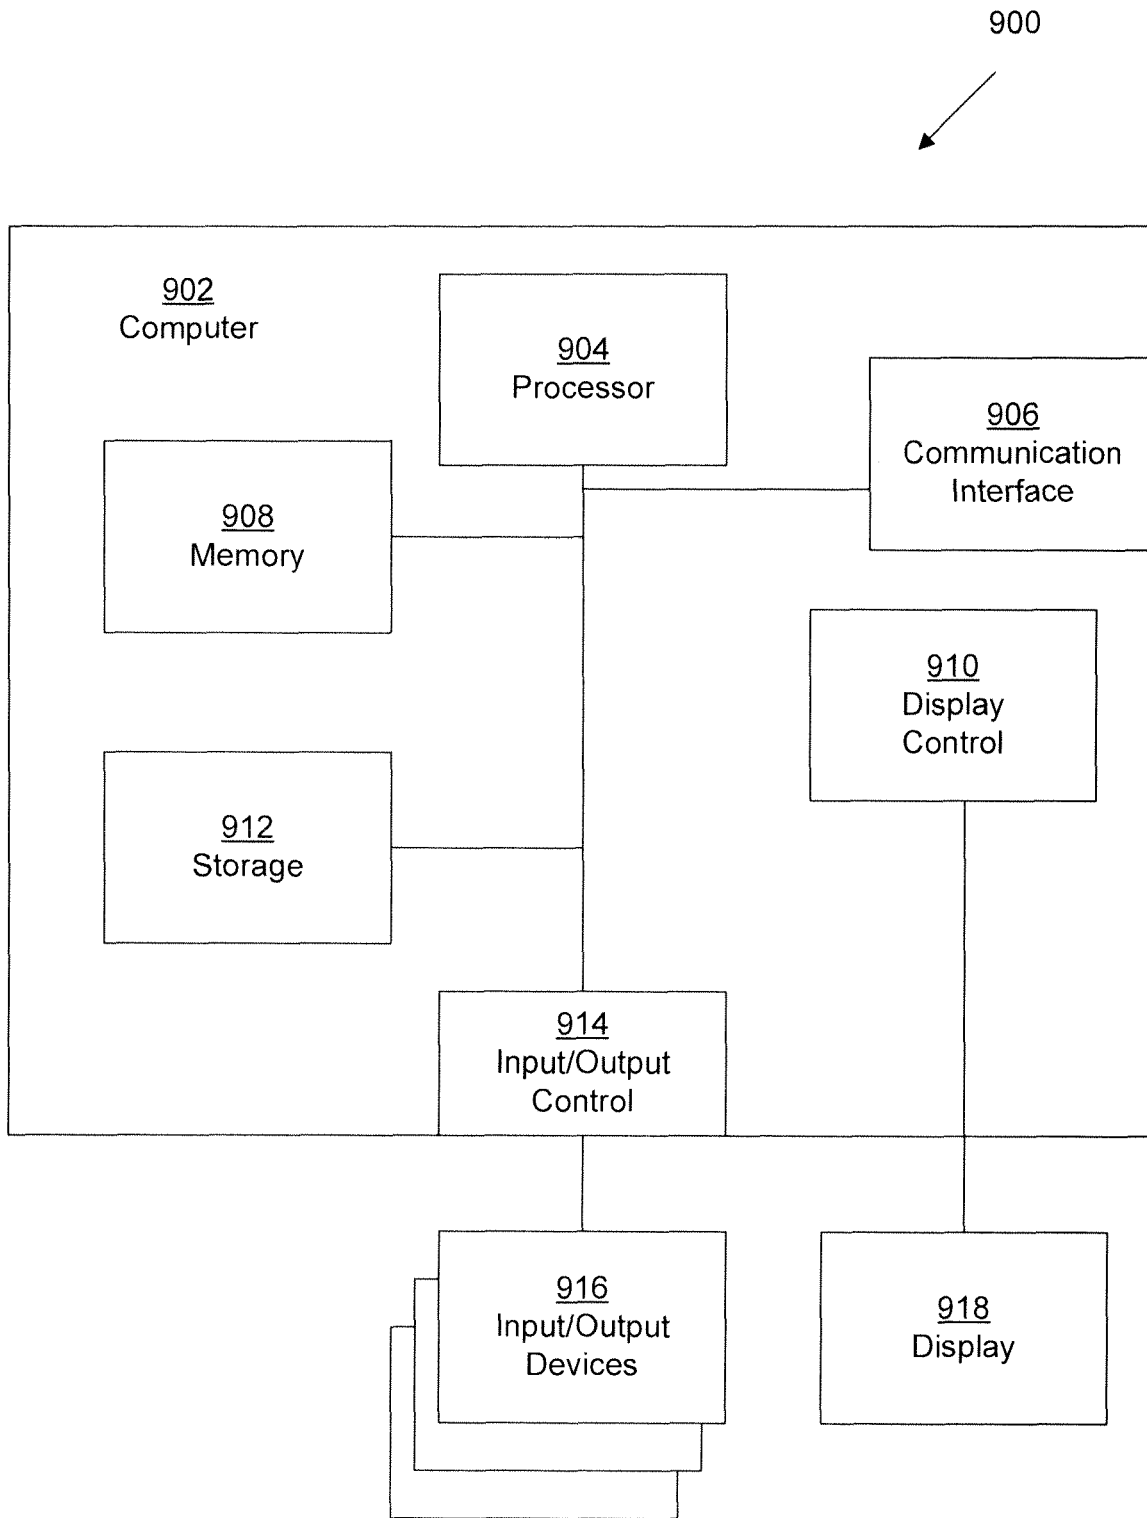 900
902
Computer
904
Processor
906
Communication
Interface
908
Memory
910
Display
Control
912
Storage
914
Input/Output
Control
916
Input/Output
Devices
918
Display